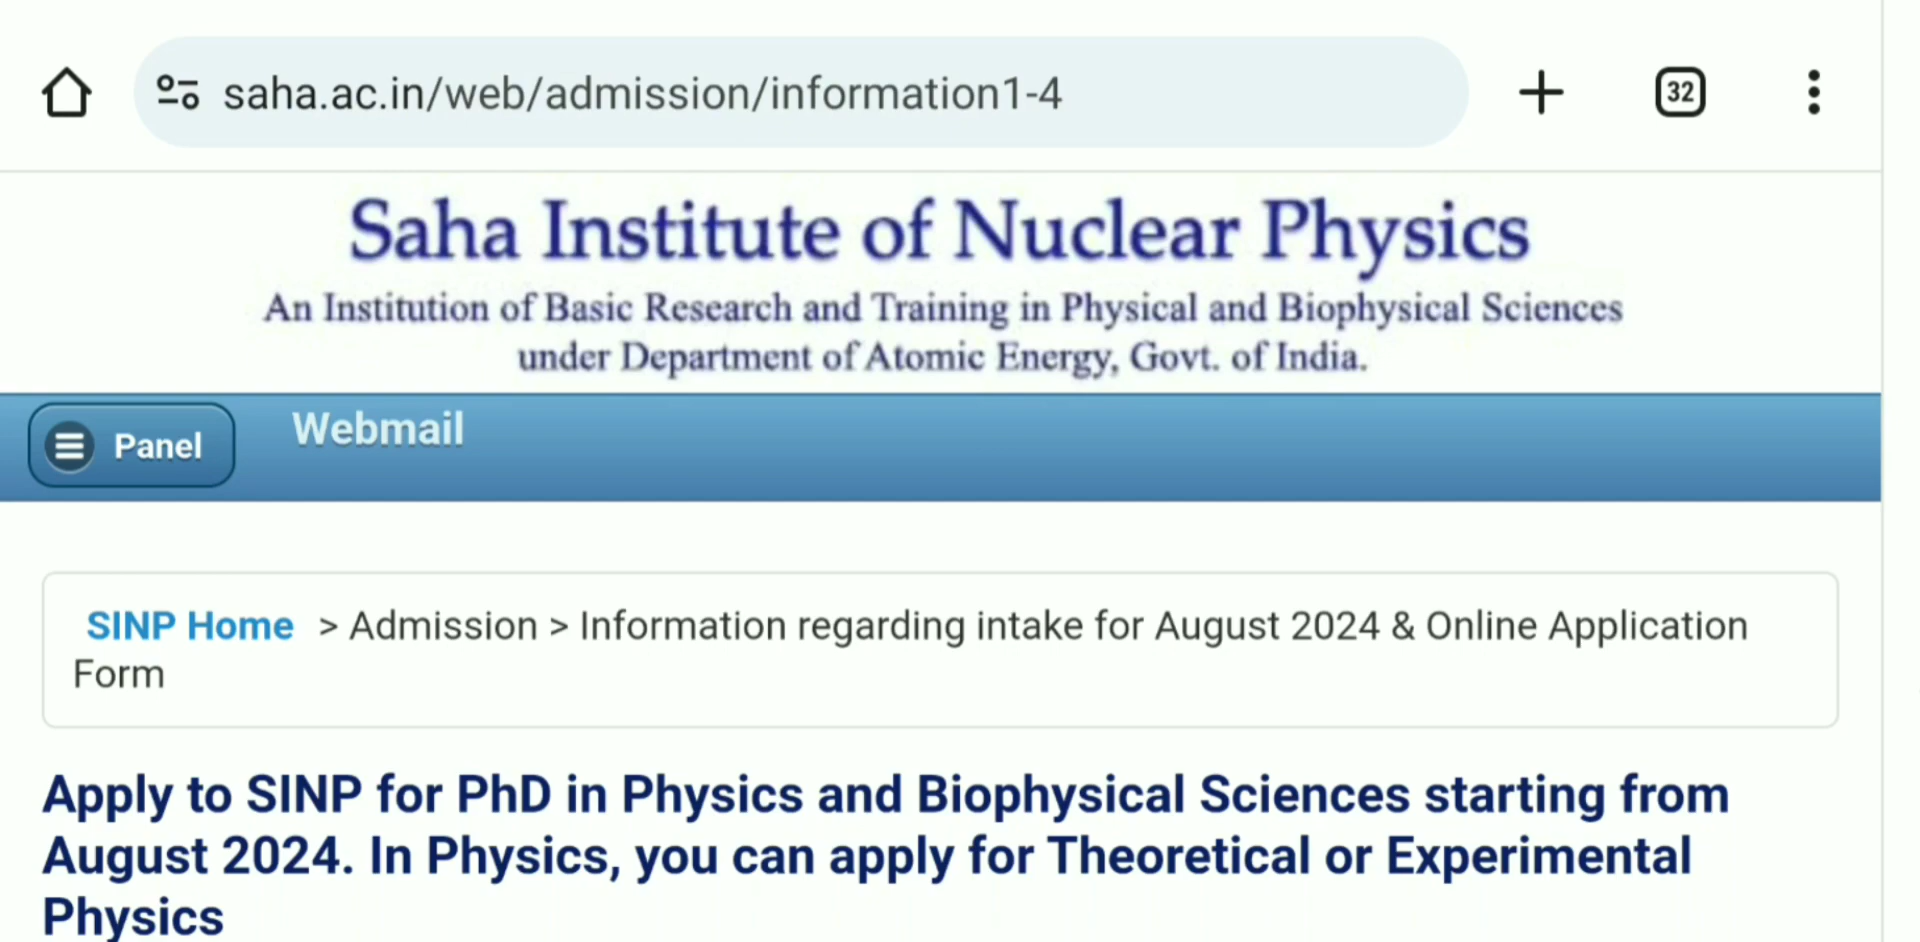 saha.ac.in/web/admission/information1-4
32
Saha Institute of Nuclear Physics
An Institution of Basic Research and Training in Physical and Biophysical Sciences
under Department of Atomic Energy, Govt. of India.
Panel
Webmail
SINP Home > Admission > Information regarding intake for August 2024 & Online Application
Form
Apply to SINP for PhD in Physics and Biophysical Sciences starting from
August 2024. In Physics, you can apply for Theoretical or Experimental
Physics